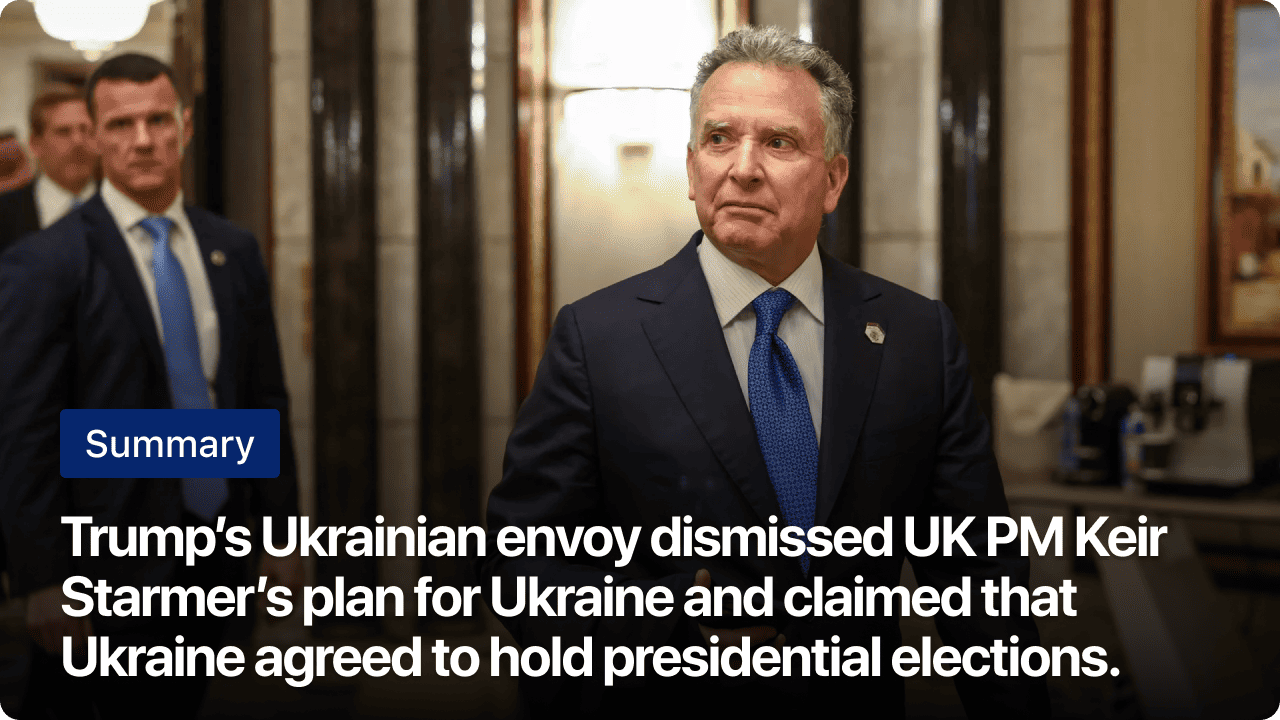 Summary
Trump’s Ukrainian envoy dismissed UK PM Keir
Starmer’s plan for Ukraine and claimed that
Ukraine agreed to hold presidential elections.